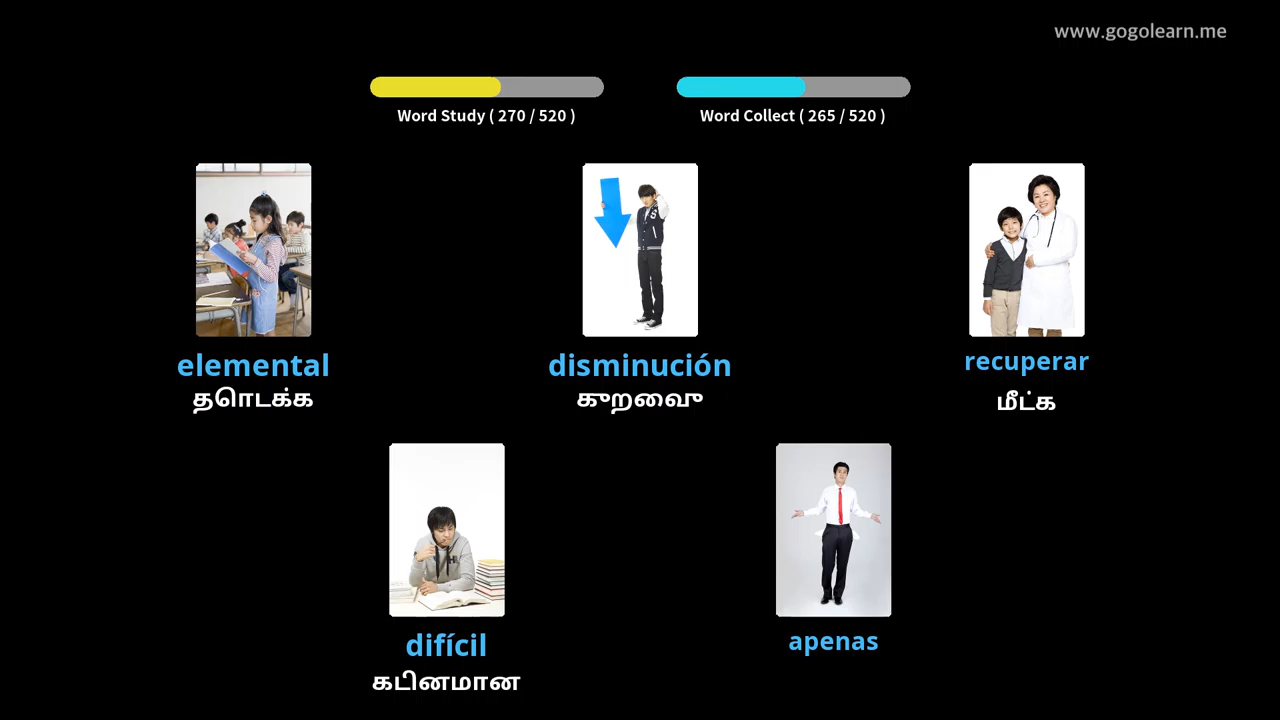 www.gogolearn.me
Word Study ( 270 / 520 )
Word Collect ( 265 / 520 )
elemental
தொடக்க
disminución
குறைவு
recuperar
மீட்க
difícil
கடினமான
apenas